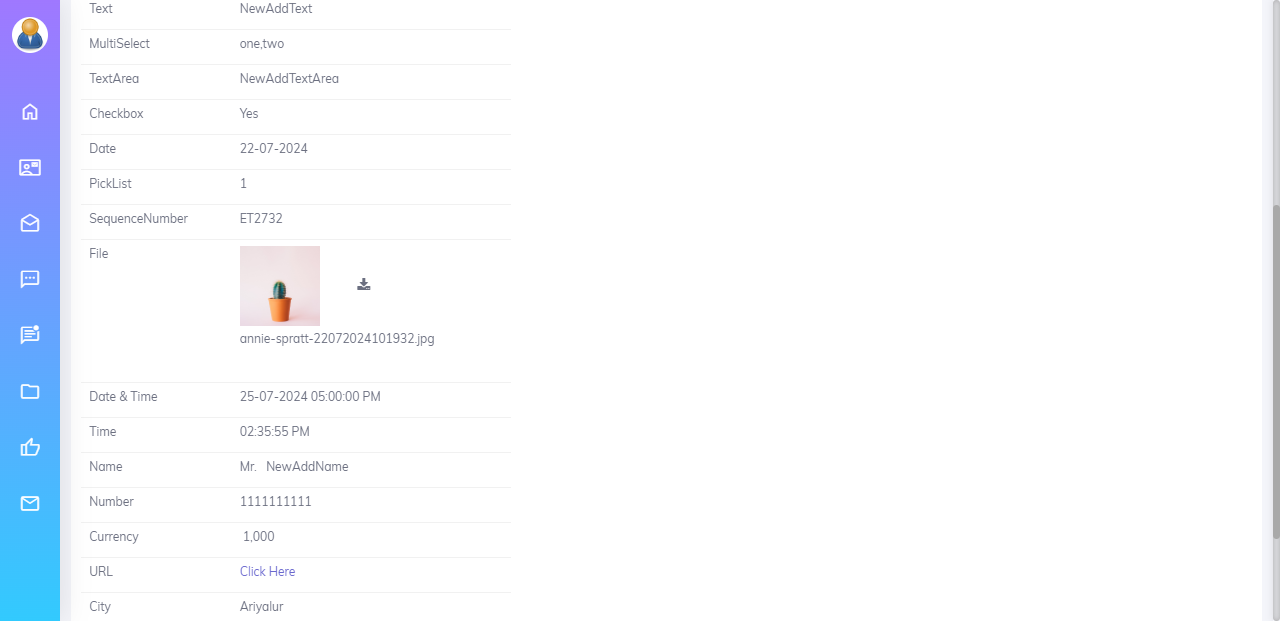 Text NewAddText
MultiSelect one,two
TextArea NewAddTextArea
Checkbox Yes
Date 22-07-2024
PickList 1
SequenceNumber ET2732
File
annie-spratt-22072024101932.jpg
Date & Time 25-07-2024 05:00:00 PM
Time 02:35:55 PM
Name Mr. NewAddName
Number 1111111111
Currency 1,000
URL Click Here
City Ariyalur